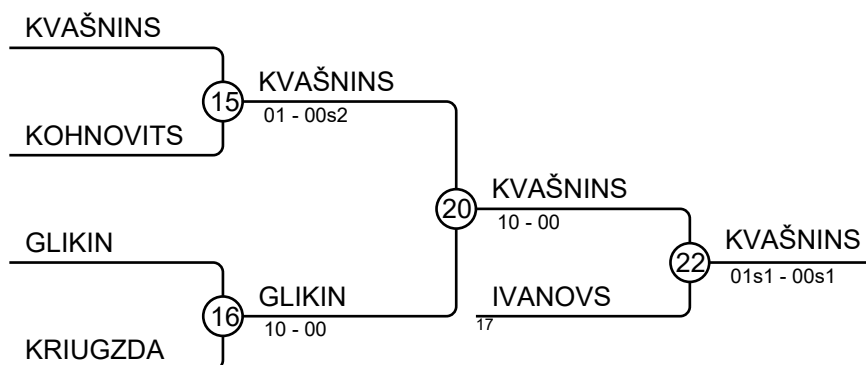 KVAŠNINS
15
KVAŠNINS
01 - 00s2
KOHNOVITS
20
KVAŠNINS
10 - 00
GLIKIN
22
KVAŠNINS
01s1 - 00s1
16
GLIKIN
10 - 00
IVANOVS
17
KRIUGZDA